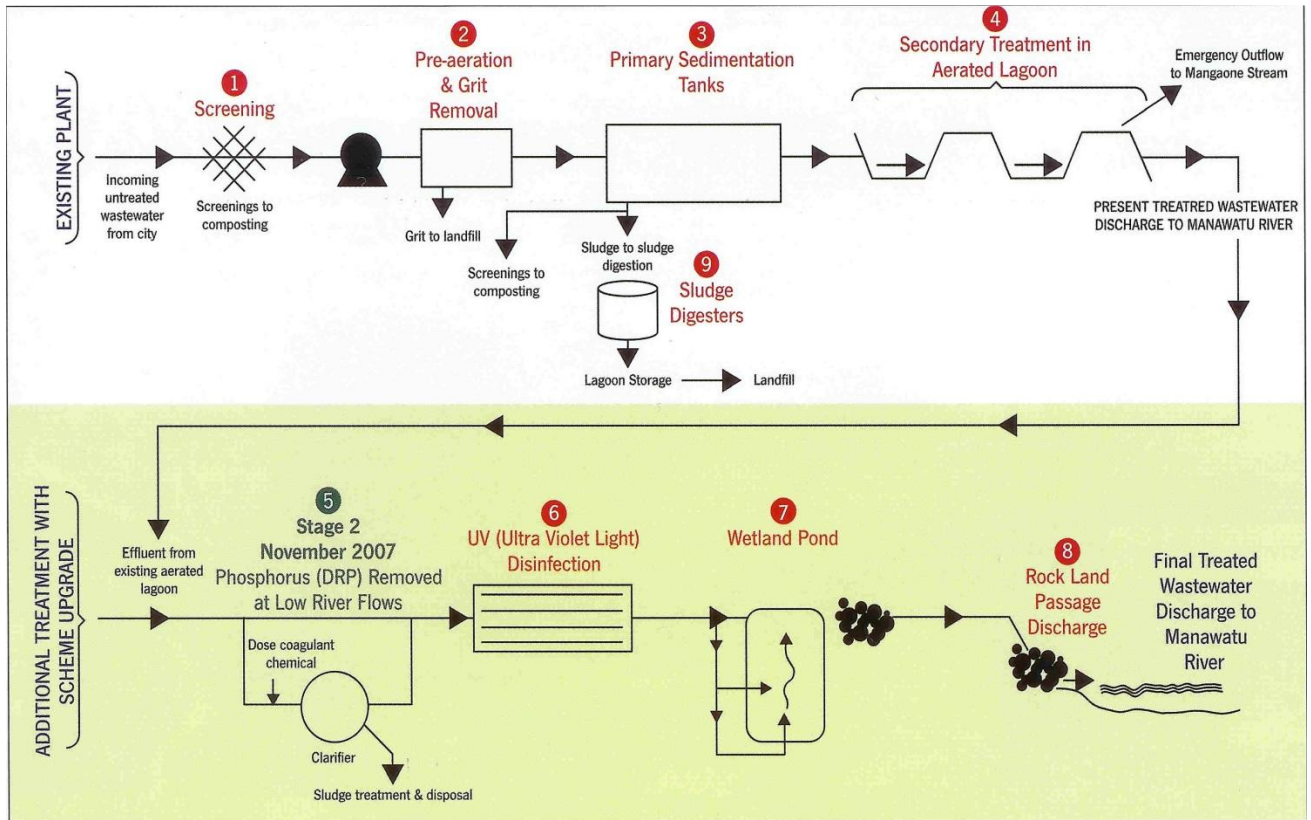 EXISTING PLANT
1
Screening
Incoming
untreated
wastewater
from city
Screenings to
composting
2
Pre-aeration
& Grit
Removal
Grit to landfill
3
Primary Sedimentation
Tanks
Screenings to
composting
Sludge to sludge
digestion
9
Sludge
Digesters
Lagoon Storage
Landfill
4
Secondary Treatment in
Aerated Lagoon
Emergency Outflow
to Mangaone Stream
PRESENT TREATRED WASTEWATER
DISCHARGE TO MANAWATU RIVER
ADDITIONAL TREATMENT WITH
SCHEME UPGRADE
Effluent from
existing aerated
lagoon
5
Stage 2
November 2007
Phosphorus (DRP) Removed
at Low River Flows
Dose coagulant
chemical
Clarifier
Sludge treatment & disposal
6
UV (Ultra Violet Light)
Disinfection
7
Wetland Pond
8
Rock Land
Passage
Discharge
Final Treated
Wastewater
Discharge to
Manawatu
River